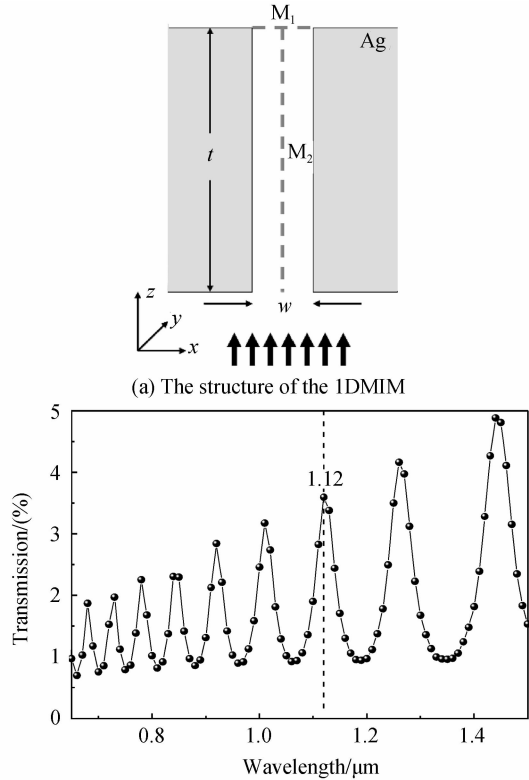 M₁
Ag
t
M₂
z
y
x
w
(a) The structure of the 1DMIM
5
4
3
2
1
0
1.12
Transmission/(%)
0.8 1.0 1.2 1.4
Wavelength/μm